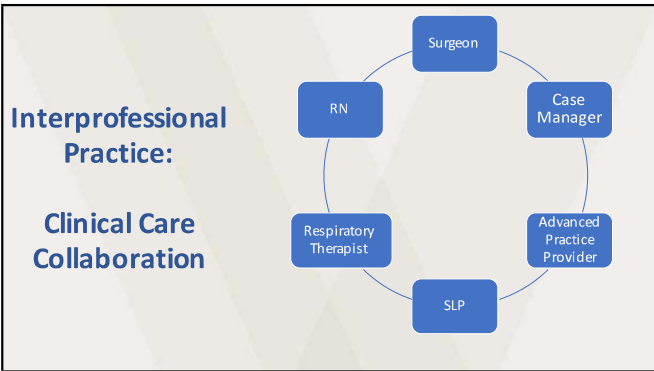 Interprofessional
Practice:
Clinical Care
Collaboration
Surgeon
Case
Manager
Advanced
Practice
Provider
SLP
Respiratory
Therapist
RN